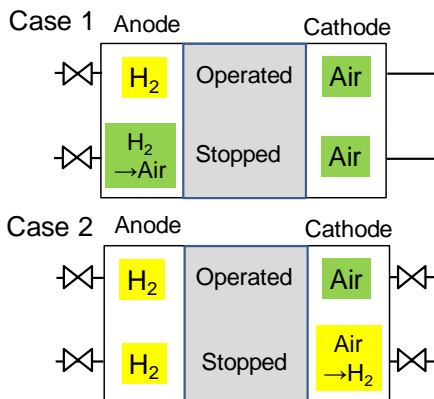 Case 1
Anode
Cathode
H₂ Operated Air
H₂
→Air
Stopped Air
Case 2
Anode
Cathode
H₂ Operated Air
H₂ Stopped
Air
→H₂